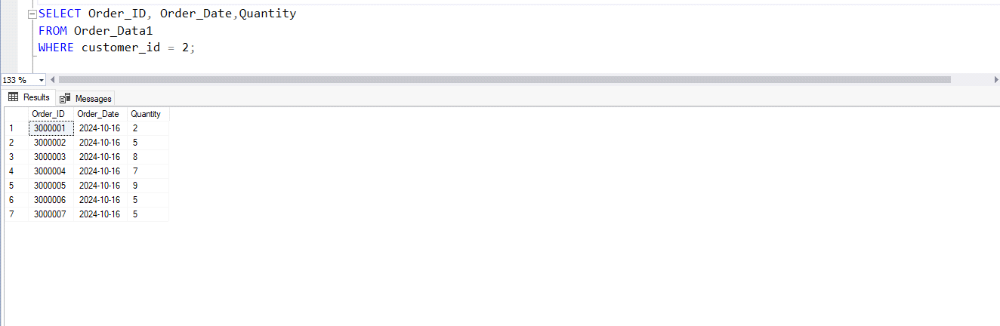 SELECT Order_ID, Order_Date,Quantity
FROM Order_Data1
WHERE customer_id = 2;
133 %
Results Messages
Order_ID Order_Date Quantity
1 3000001 2024-10-16 2
2 3000002 2024-10-16 5
3 3000003 2024-10-16 8
4 3000004 2024-10-16 7
5 3000005 2024-10-16 9
6 3000006 2024-10-16 5
7 3000007 2024-10-16 5